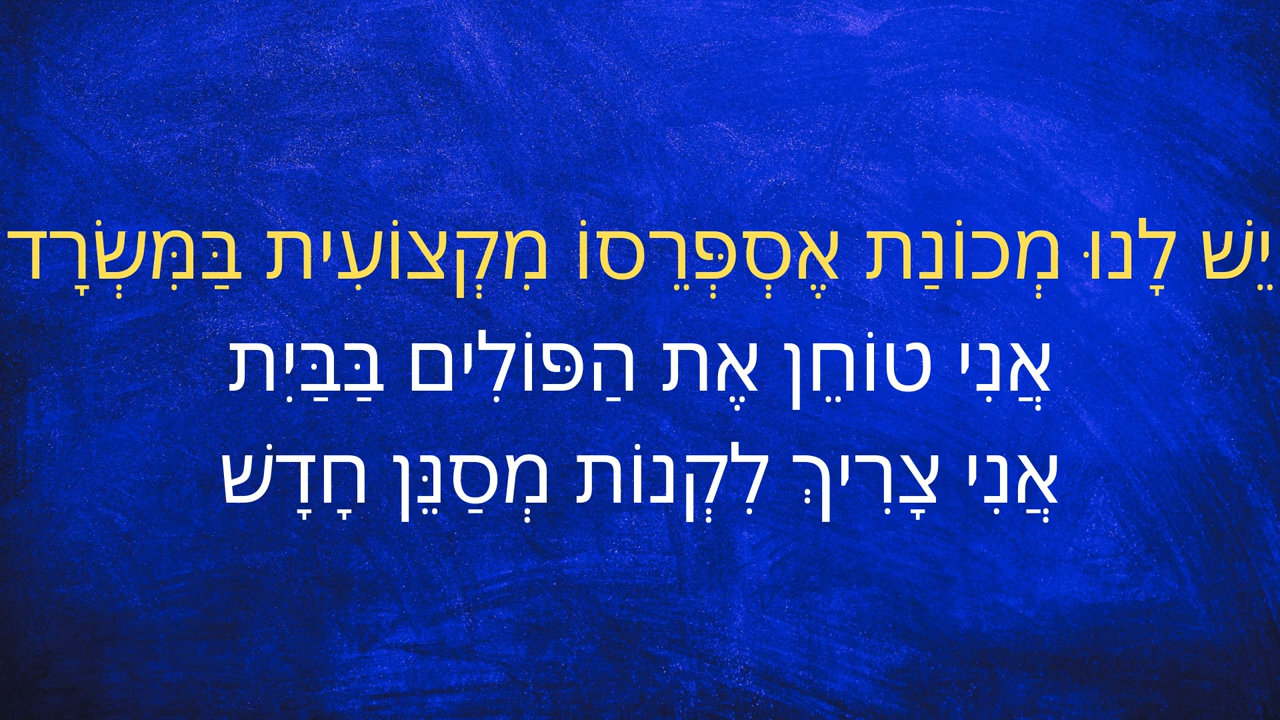 יֵשׁ לָנוּ מְכוֹנַת אֶסְפְּרֵסוֹ מִקְצוֹעִית בַּמִּשְׂרָד
אֲנִי טוֹחֵן אֶת הַפּוֹלִים בַּבַּיִת
אֲנִי צָרִיךְ לִקְנוֹת מְסַנֵּן חָדָשׁ